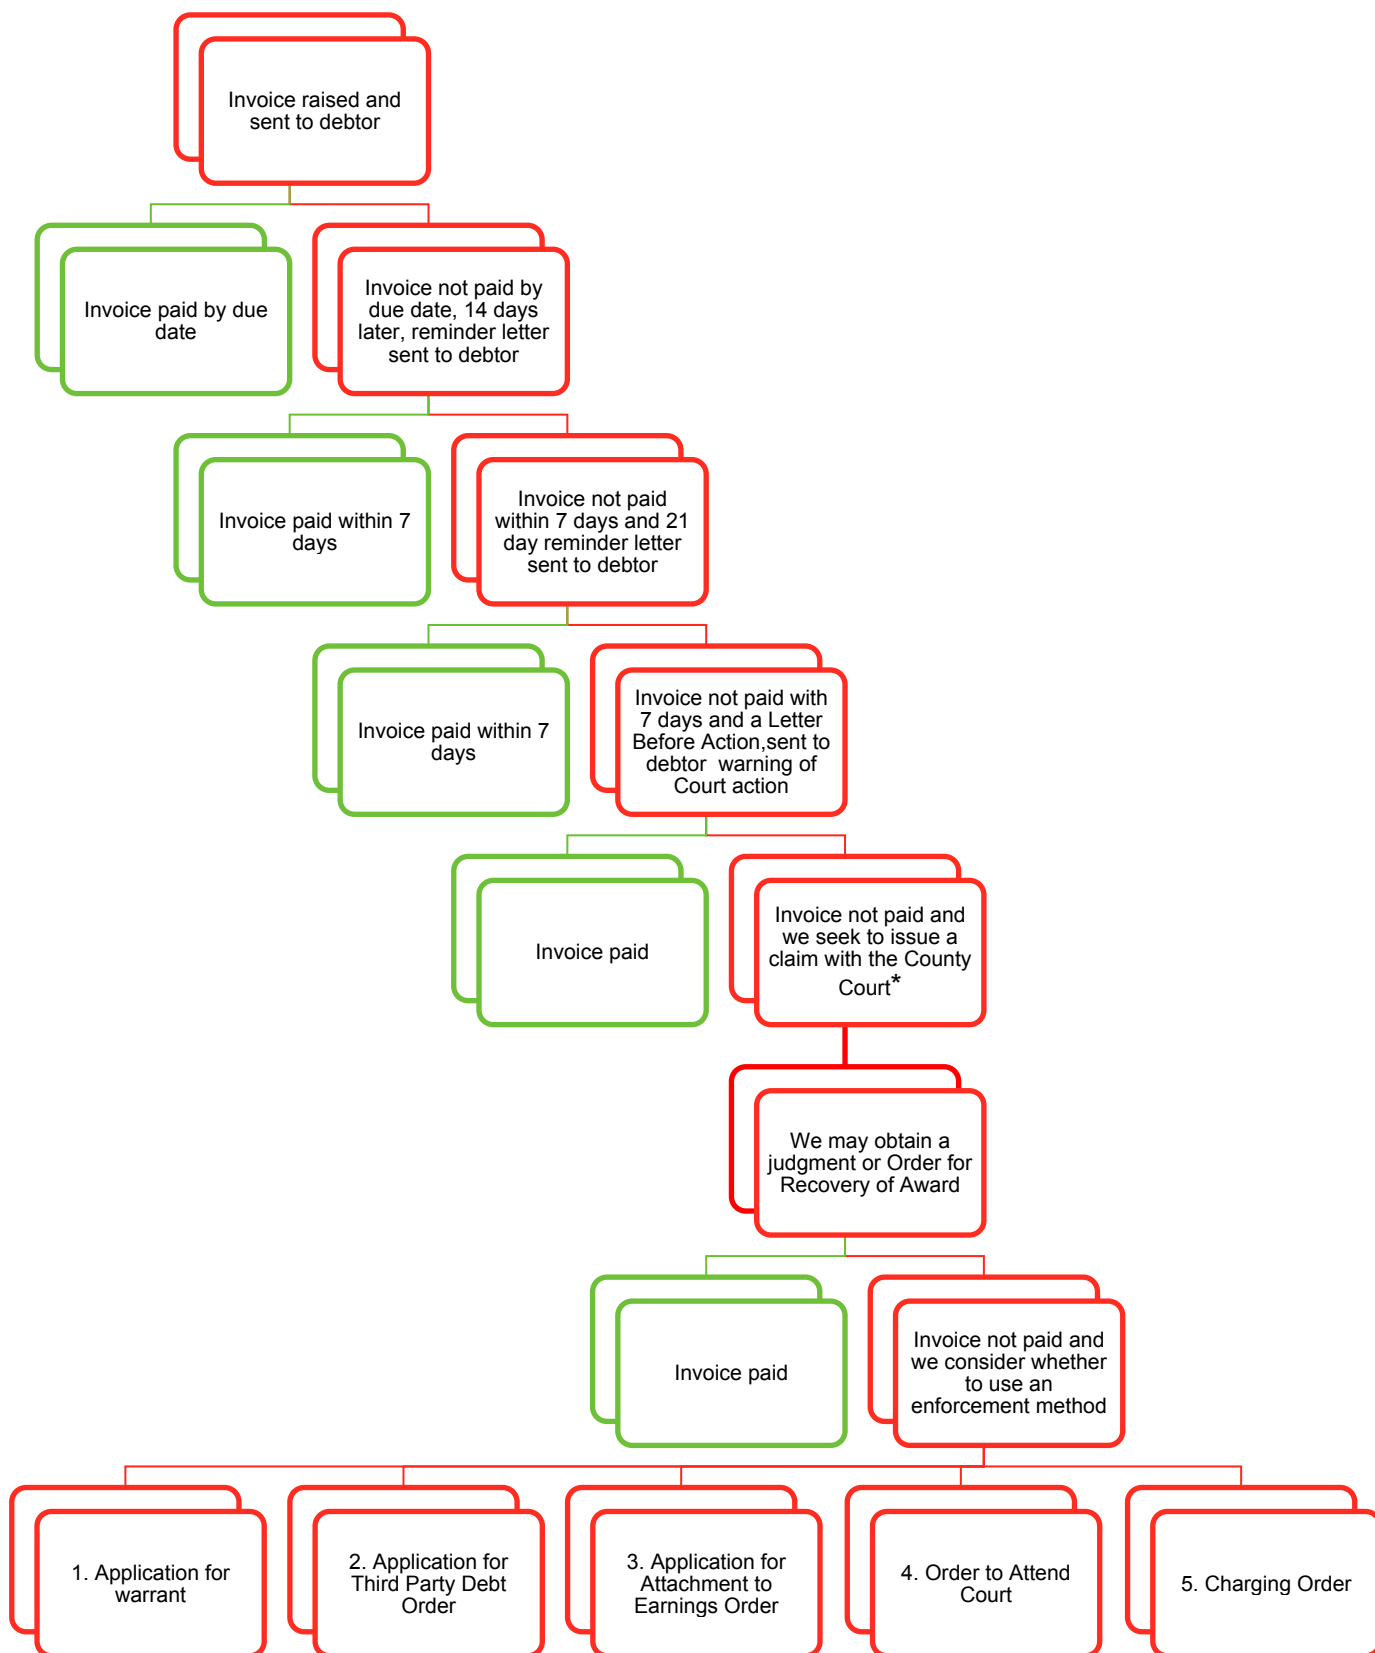 Invoice raised and
sent to debtor
Invoice paid by due
date
Invoice not paid by
due date, 14 days
later, reminder letter
sent to debtor
Invoice paid within 7
days
Invoice not paid
within 7 days and 21
day reminder letter
sent to debtor
Invoice paid within 7
days
Invoice not paid with
7 days and a Letter
Before Action,sent to
debtor warning of
Court action
Invoice paid
Invoice not paid and
we seek to issue a
claim with the County
Court*
We may obtain a
judgment or Order for
Recovery of Award
Invoice paid
Invoice not paid and
we consider whether
to use an
enforcement method
1. Application for
warrant
2. Application for
Third Party Debt
Order
3. Application for
Attachment to
Earnings Order
4. Order to Attend
Court
5. Charging Order